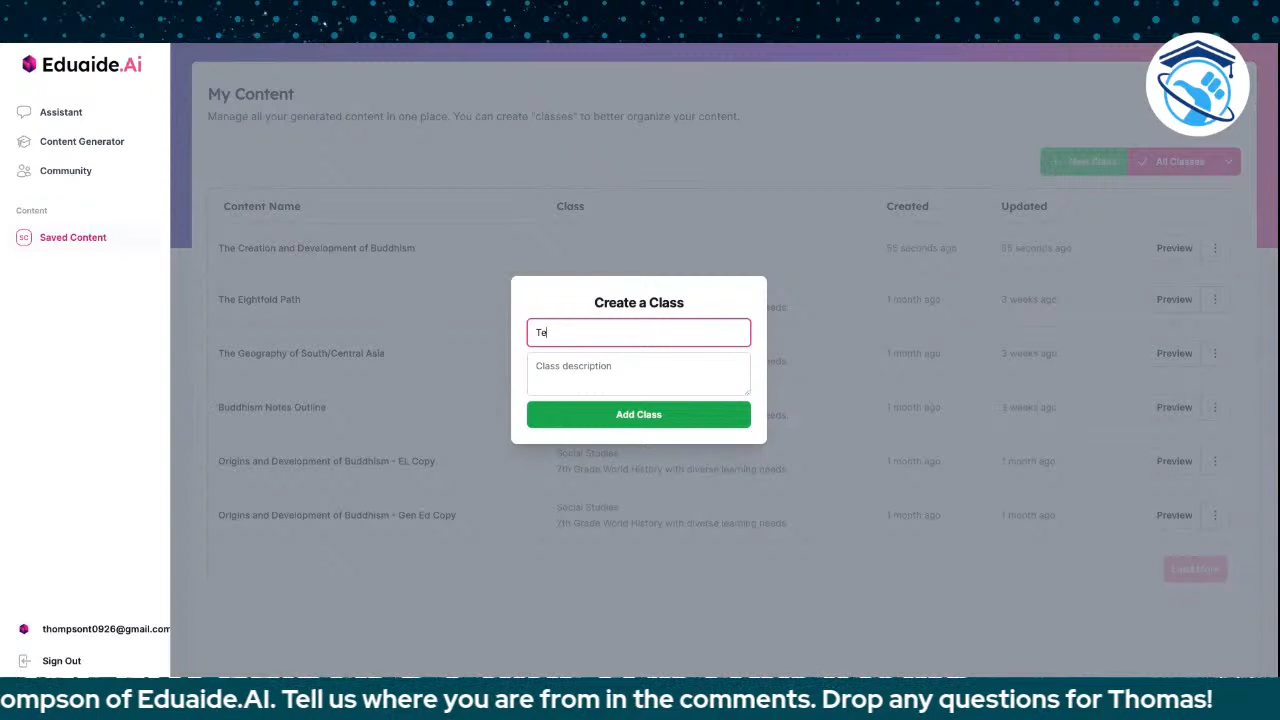 Eduaide.Ai
Assistant
Content Generator
Community
Content
SC Saved Content
thompsont0926@gmail.com
Sign Out
My Content
Manage all your generated content in one place. You can create "classes" to better organize your content.
+ New Class
All Classes
Content Name Class Created Updated
The Creation and Development of Buddhism 55 seconds ago 55 seconds ago Preview
The Eightfold Path needs. 1 month ago 3 weeks ago Preview
The Geography of South/Central Asia needs. 1 month ago 3 weeks ago Preview
Buddhism Notes Outline needs. 1 month ago 3 weeks ago Preview
Origins and Development of Buddhism - EL Copy Social Studies 1 month ago 1 month ago Preview
7th Grade World History with diverse learning needs.
Origins and Development of Buddhism - Gen Ed Copy Social Studies 1 month ago 1 month ago Preview
7th Grade World History with diverse learning needs.
Load More
Create a Class
Te
Class description
Add Class
ompson of Eduaide.AI. Tell us where you are from in the comments. Drop any questions for Thomas!